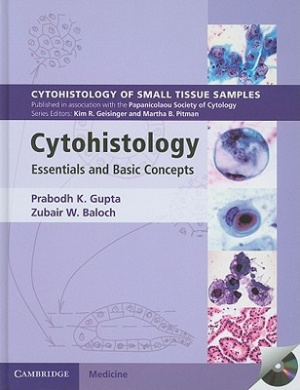 CYTOHISTOLOGY OF SMALL TISSUE SAMPLES
Published in association with the Papanicolaou Society of Cytology
Series Editors: Kim R. Geisinger and Martha B. Pitman
Cytohistology
Essentials and Basic Concepts
Prabodh K. Gupta
Zubair W. Baloch
CAMBRIDGE
Medicine